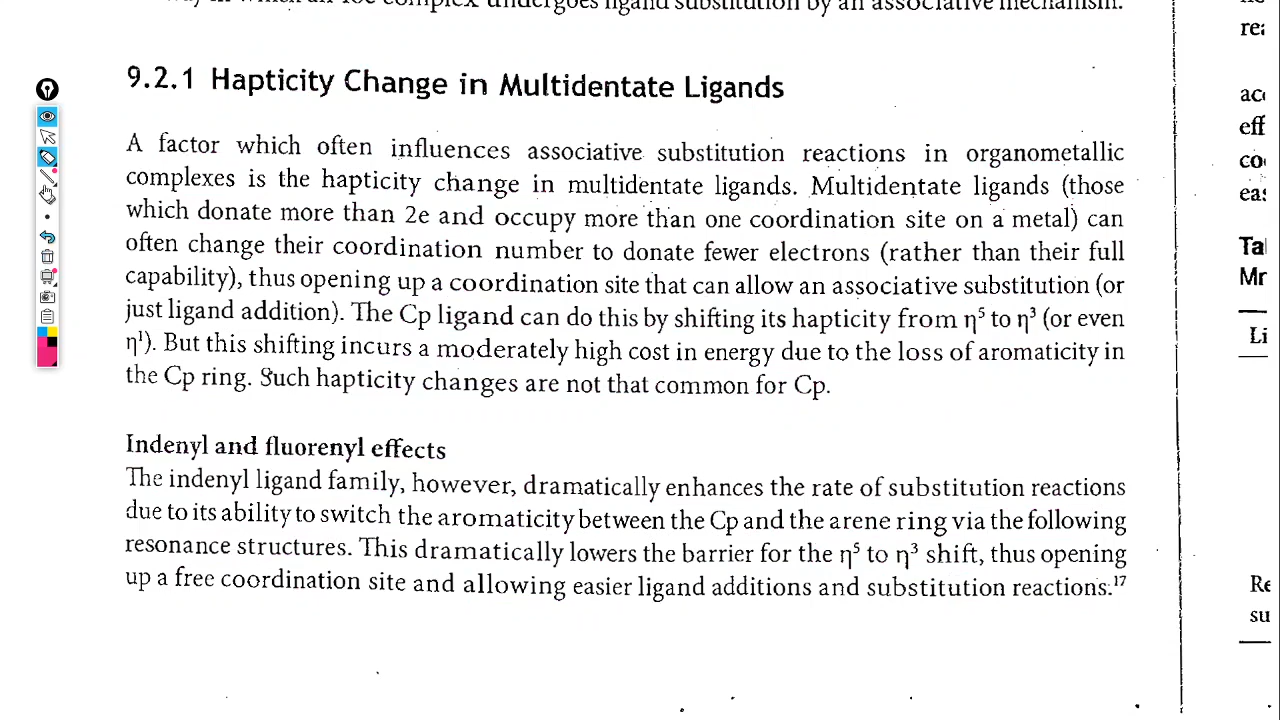 undergoes ligand substitution by an associative mechanism.
9.2.1 Hapticity Change in Multidentate Ligands
A factor which often influences associative substitution reactions in organometallic
complexes is the hapticity change in multidentate ligands. Multidentate ligands (those
which donate more than 2e and occupy more than one coordination site on a metal) can
often change their coordination number to donate fewer electrons (rather than their full
capability), thus opening up a coordination site that can allow an associative substitution (or
just ligand addition). The Cp ligand can do this by shifting its hapticity from η⁵ to η³ (or even
η¹). But this shifting incurs a moderately high cost in energy due to the loss of aromaticity in
the Cp ring. Such hapticity changes are not that common for Cp.
Indenyl and fluorenyl effects
The indenyl ligand family, however, dramatically enhances the rate of substitution reactions
due to its ability to switch the aromaticity between the Cp and the arene ring via the following
resonance structures. This dramatically lowers the barrier for the η⁵ to η³ shift, thus opening
up a free coordination site and allowing easier ligand additions and substitution reactions.¹⁷